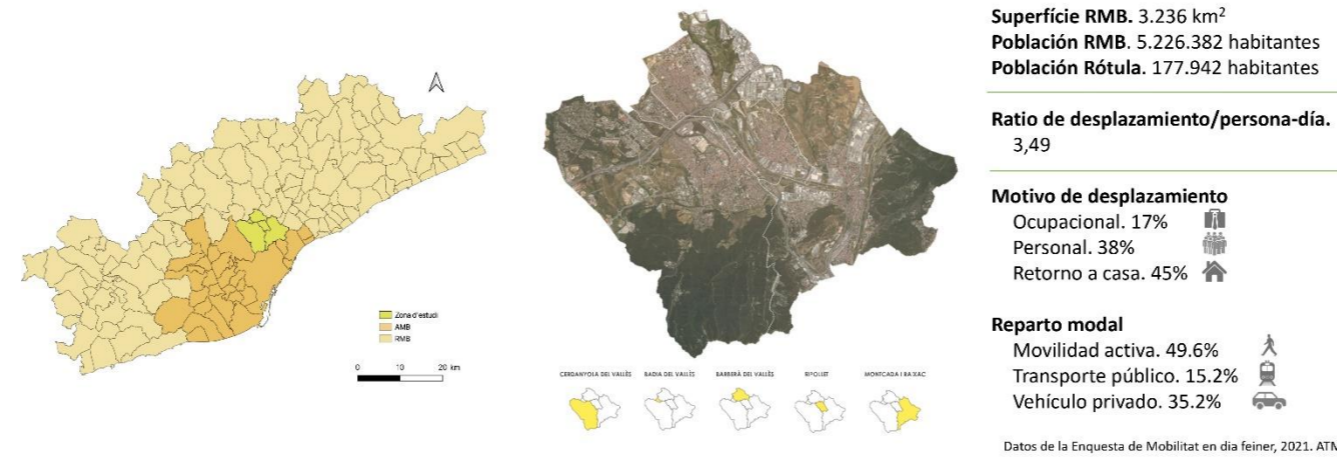 Zona d'estudi
AMB
RMB
0 10 20 km
CERDANYOLA DEL VALLÈS
BADIA DEL VALLÈS
BARBERÀ DEL VALLÈS
RIPOLLET
MONTCADA I REIXAC
Superfície RMB. 3.236 km²
Población RMB. 5.226.382 habitantes
Población Rótula. 177.942 habitantes
Ratio de desplazamiento/persona-día.
3,49
Motivo de desplazamiento
Ocupacional. 17%
Personal. 38%
Retorno a casa. 45%
Reparto modal
Movilidad activa. 49.6%
Transporte público. 15.2%
Vehículo privado. 35.2%
Datos de la Enquesta de Mobilitat en dia feiner, 2021. ATM